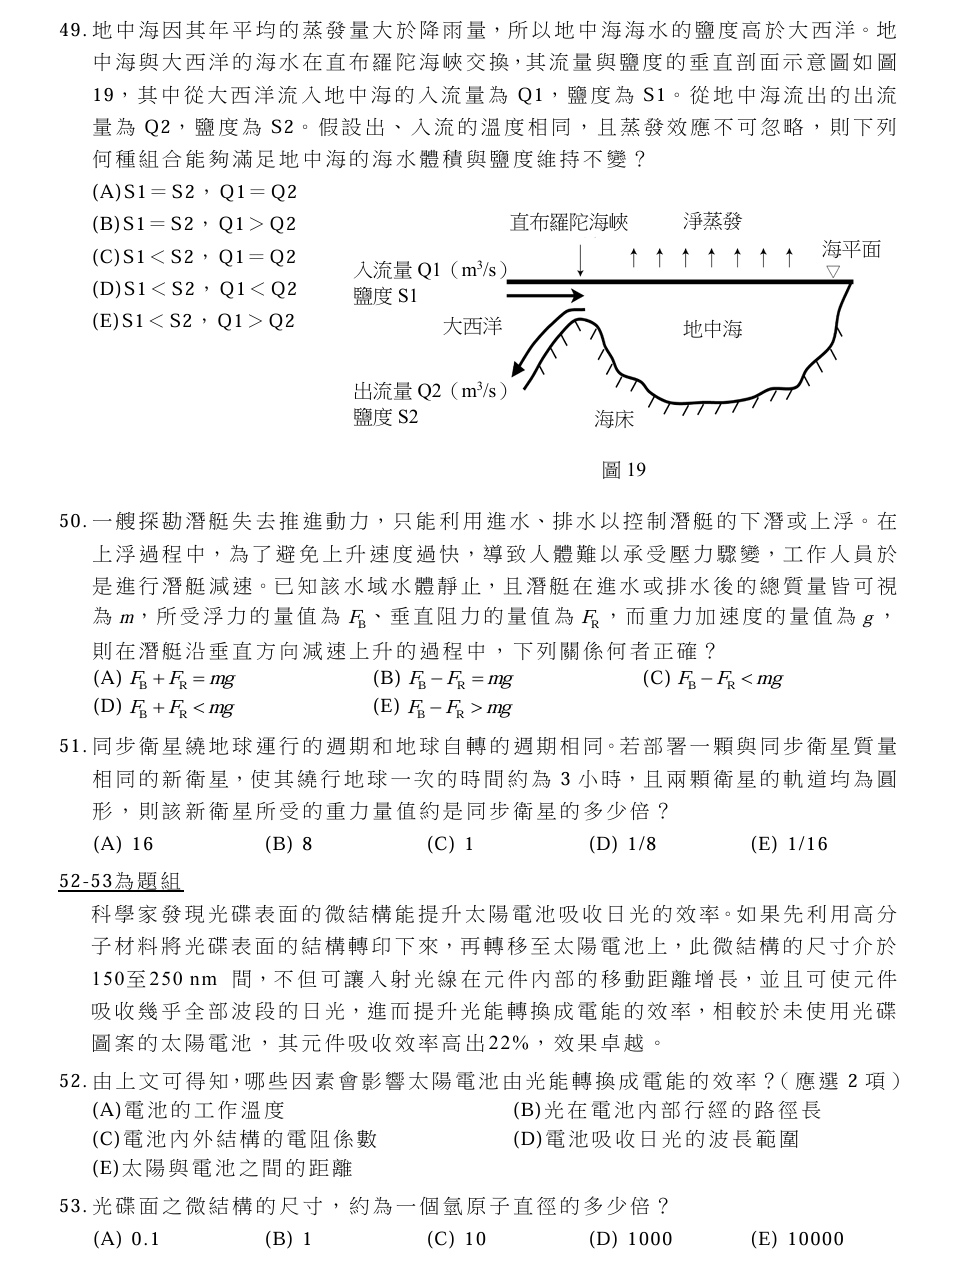 49. 地中海因其年平均的蒸發量大於降雨量，所以地中海海水的鹽度高於大西洋。地
中海與大西洋的海水在直布羅陀海峽交換，其流量與鹽度的垂直剖面示意圖如圖
19，其中從大西洋流入地中海的入流量為 Q1，鹽度為 S1。從地中海流出的出流
量為 Q2，鹽度為 S2。假設出、入流的溫度相同，且蒸發效應不可忽略，則下列
何種組合能夠滿足地中海的海水體積與鹽度維持不變？
(A)S1＝S2，Q1＝Q2
(B)S1＝S2，Q1＞Q2
(C)S1＜S2，Q1＝Q2
(D)S1＜S2，Q1＜Q2
(E)S1＜S2，Q1＞Q2
直布羅陀海峽
淨蒸發
海平面
入流量 Q1（m³/s）
鹽度 S1
大西洋
地中海
出流量 Q2（m³/s）
鹽度 S2
海床
圖 19
50. 一艘探勘潛艇失去推進動力，只能利用進水、排水以控制潛艇的下潛或上浮。在
上浮過程中，為了避免上升速度過快，導致人體難以承受壓力驟變，工作人員於
是進行潛艇減速。已知該水域水體靜止，且潛艇在進水或排水後的總質量皆可視
為 m，所受浮力的量值為 F_B、垂直阻力的量值為 F_R，而重力加速度的量值為 g，
則在潛艇沿垂直方向減速上升的過程中，下列關係何者正確？
(A) F_B + F_R = mg (B) F_B − F_R = mg (C) F_B − F_R < mg
(D) F_B + F_R < mg (E) F_B − F_R > mg
51. 同步衛星繞地球運行的週期和地球自轉的週期相同。若部署一顆與同步衛星質量
相同的新衛星，使其繞行地球一次的時間約為 3 小時，且兩顆衛星的軌道均為圓
形，則該新衛星所受的重力量值約是同步衛星的多少倍？
(A) 16 (B) 8 (C) 1 (D) 1/8 (E) 1/16
52-53為題組
科學家發現光碟表面的微結構能提升太陽電池吸收日光的效率。如果先利用高分
子材料將光碟表面的結構轉印下來，再轉移至太陽電池上，此微結構的尺寸介於
150至250 nm 間，不但可讓入射光線在元件內部的移動距離增長，並且可使元件
吸收幾乎全部波段的日光，進而提升光能轉換成電能的效率，相較於未使用光碟
圖案的太陽電池，其元件吸收效率高出22%，效果卓越。
52. 由上文可得知，哪些因素會影響太陽電池由光能轉換成電能的效率？（應選 2 項）
(A)電池的工作溫度 (B)光在電池內部行經的路徑長
(C)電池內外結構的電阻係數 (D)電池吸收日光的波長範圍
(E)太陽與電池之間的距離
53. 光碟面之微結構的尺寸，約為一個氫原子直徑的多少倍？
(A) 0.1 (B) 1 (C) 10 (D) 1000 (E) 10000